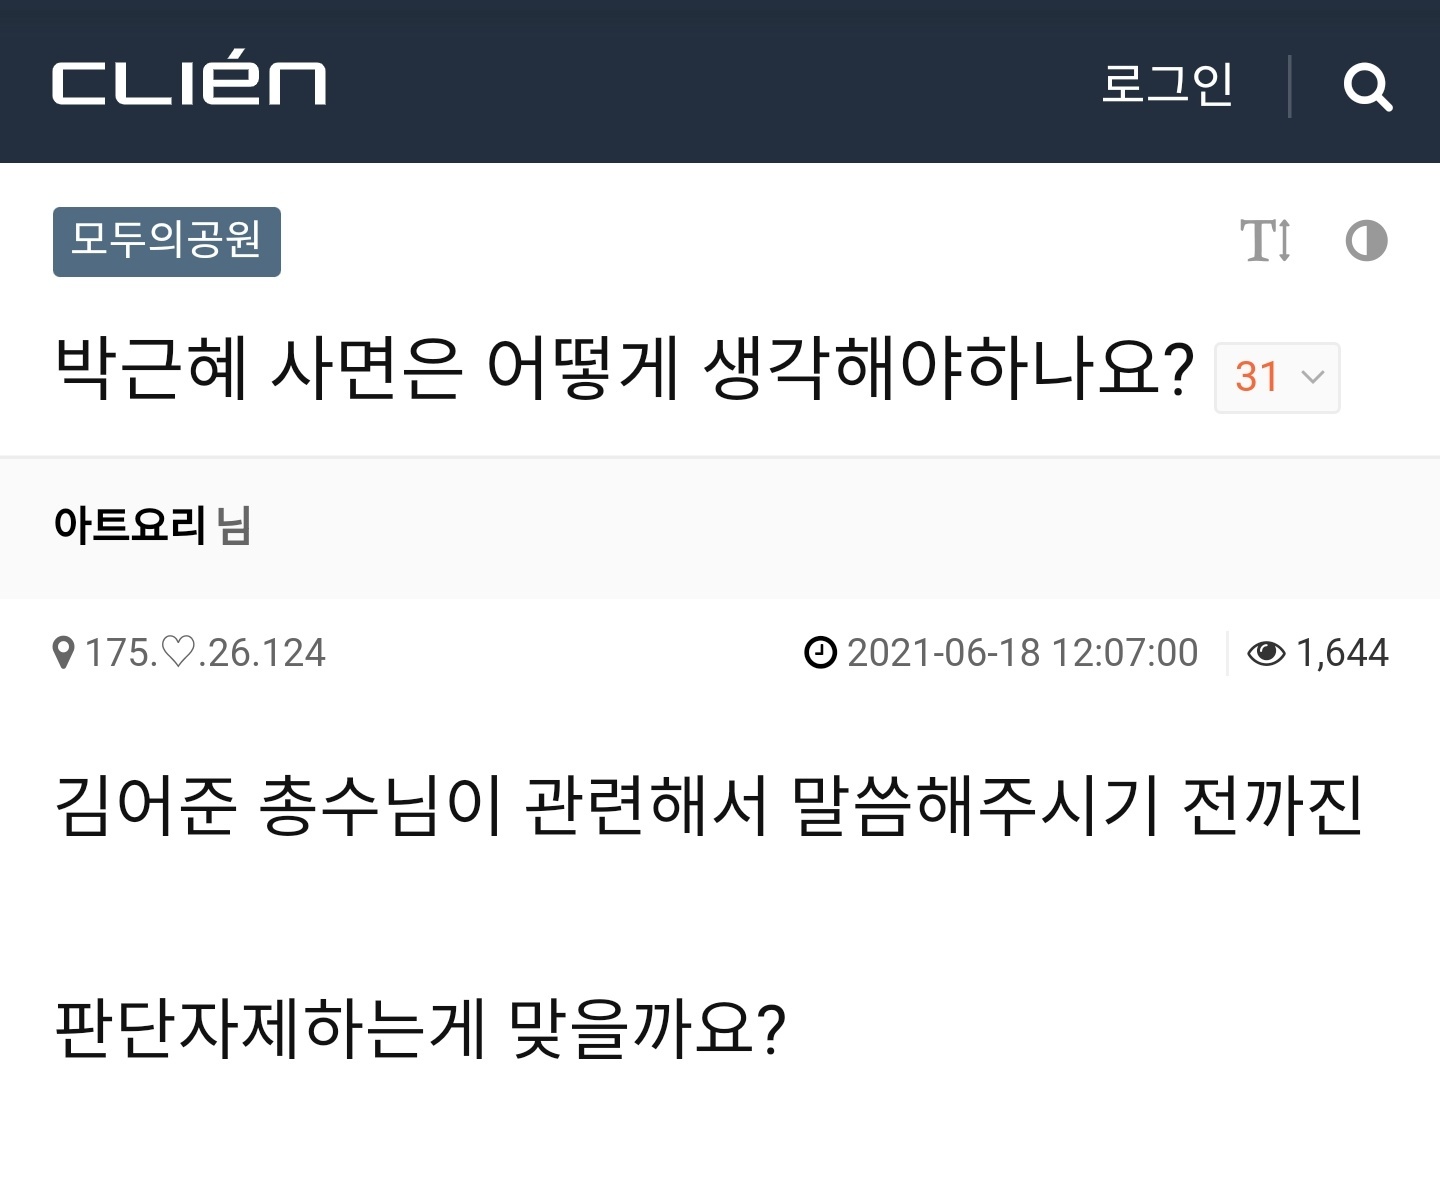 CLIéN
로그인
모두의공원
박근혜 사면은 어떻게 생각해야하나요? 31
아트요리 님
175.♡.26.124 2021-06-18 12:07:00 1,644
김어준 총수님이 관련해서 말씀해주시기 전까진
판단자제하는게 맞을까요?